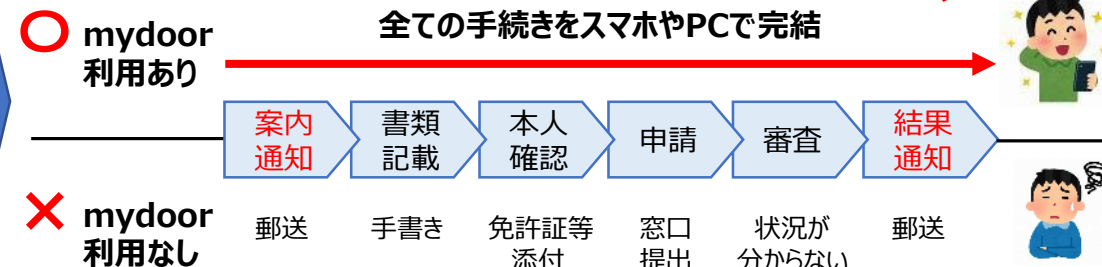 全ての手続きをスマホやPCで完結
〇 mydoor
利用あり
案内
通知
書類
記載
本人
確認
申請
審査
結果
通知
× mydoor
利用なし
郵送
手書き
免許証等
添付
窓口
提出
状況が
分からない
郵送